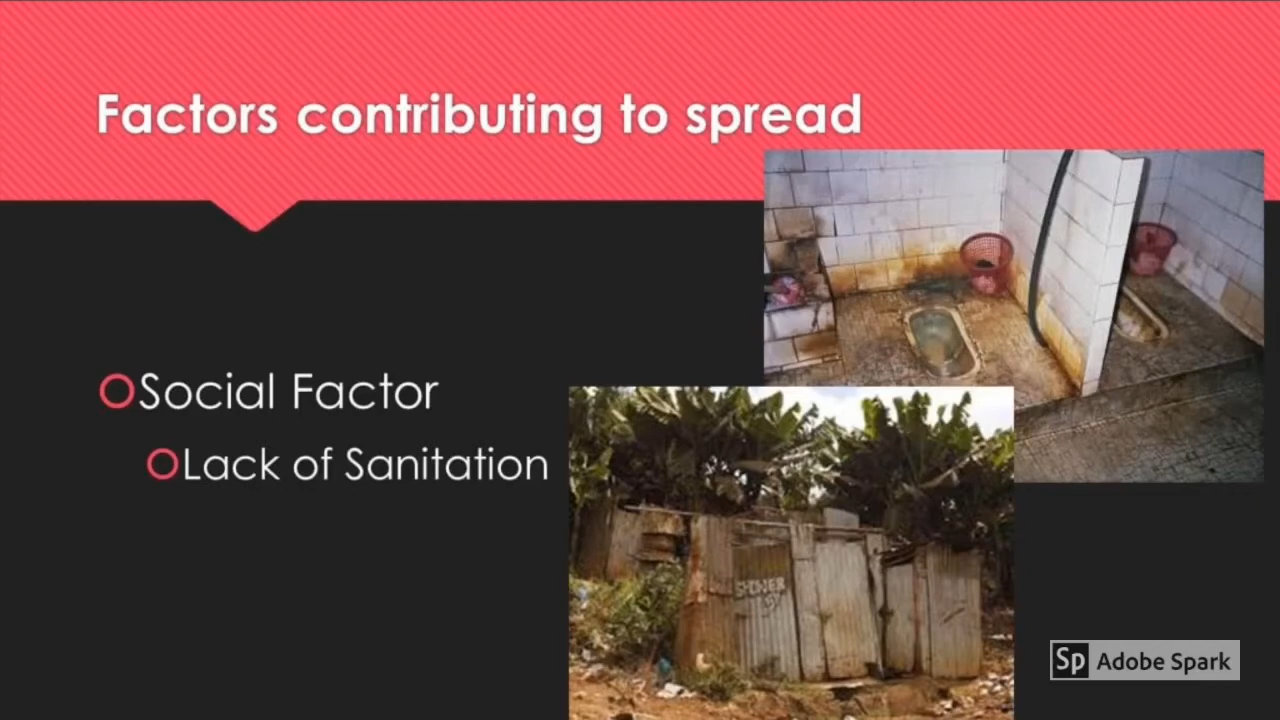 Factors contributing to spread
Social Factor
Lack of Sanitation
Sp Adobe Spark